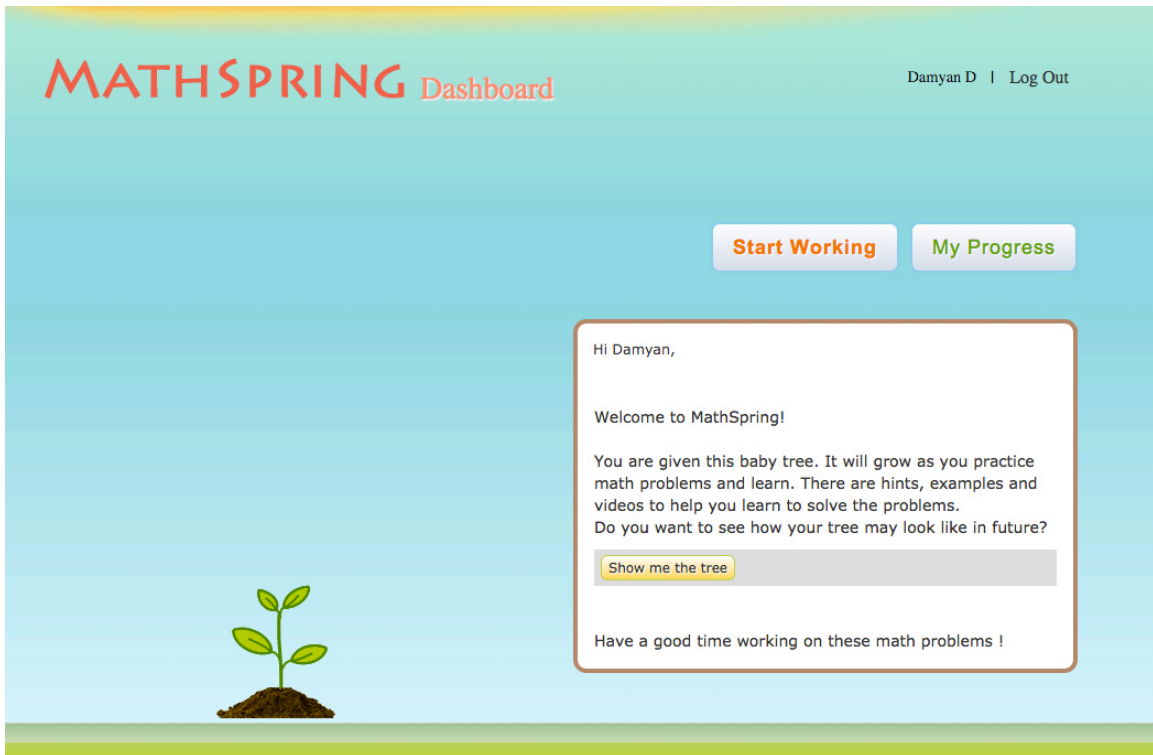 MATHSPRING Dashboard
Damyan D | Log Out
Start Working
My Progress
Hi Damyan,
Welcome to MathSpring!
You are given this baby tree. It will grow as you practice
math problems and learn. There are hints, examples and
videos to help you learn to solve the problems.
Do you want to see how your tree may look like in future?
Show me the tree
Have a good time working on these math problems !